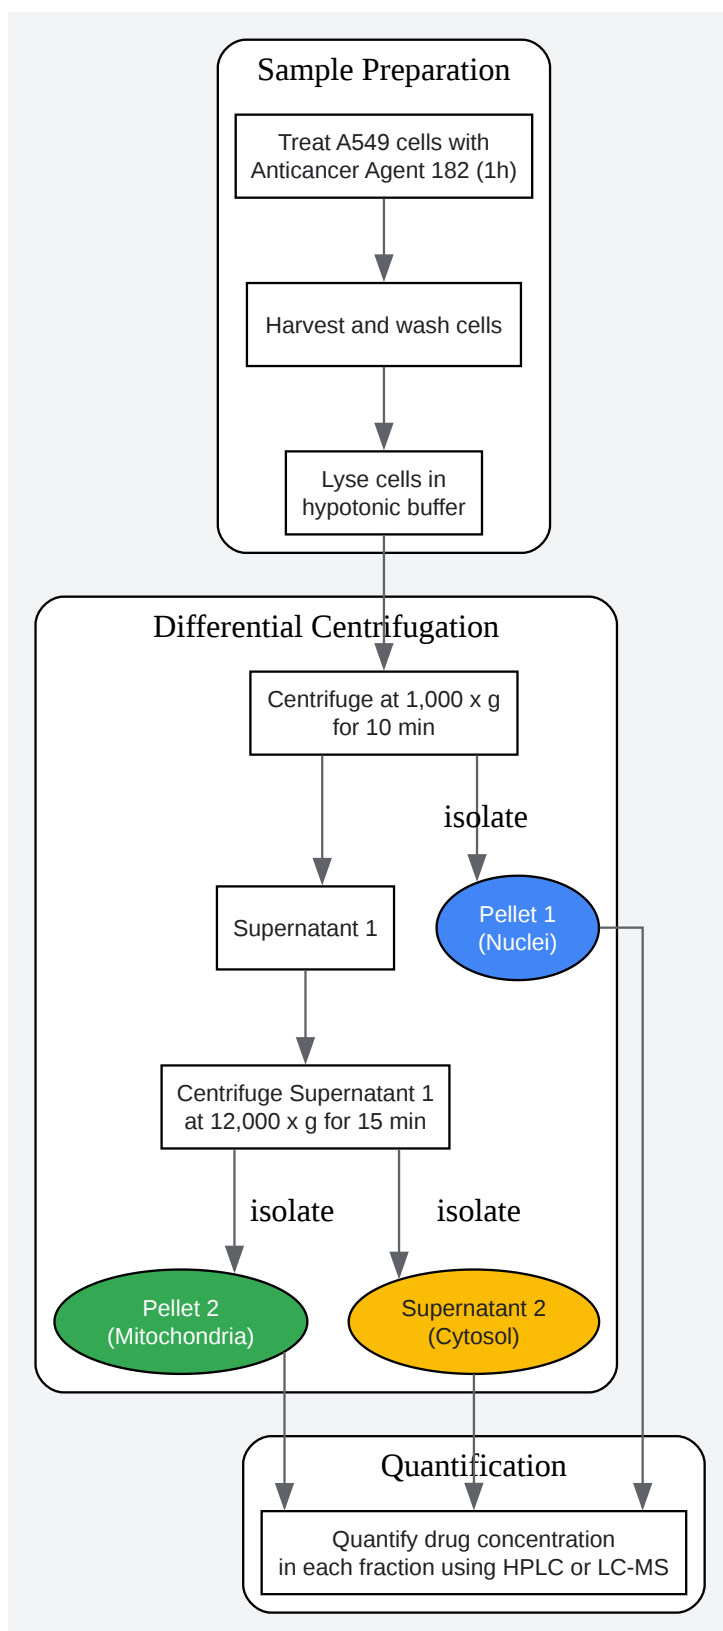 Sample Preparation
Treat A549 cells with
Anticancer Agent 182 (1h)
Harvest and wash cells
Lyse cells in
hypotonic buffer
Differential Centrifugation
Centrifuge at 1,000 x g
for 10 min
isolate
Supernatant 1
Pellet 1
(Nuclei)
Centrifuge Supernatant 1
at 12,000 x g for 15 min
isolate
isolate
Pellet 2
(Mitochondria)
Supernatant 2
(Cytosol)
Quantification
Quantify drug concentration
in each fraction using HPLC or LC-MS